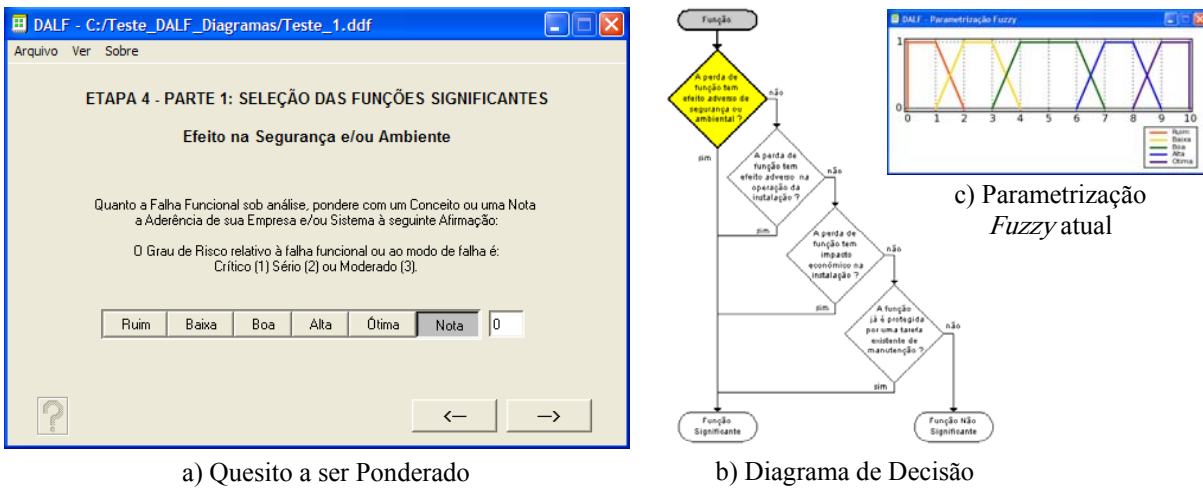 DALF - C:/Teste_DALF_Diagramas/Teste_1.ddf
Arquivo Ver Sobre
ETAPA 4 - PARTE 1: SELEÇÃO DAS FUNÇÕES SIGNIFICANTES
Efeito na Segurança e/ou Ambiente
Quanto a Falha Funcional sob análise, pondere com um Conceito ou uma Nota
a Aderência de sua Empresa e/ou Sistema à seguinte Afirmação:
O Grau de Risco relativo à falha funcional ou ao modo de falha é:
Crítico (1) Sério (2) ou Moderado (3).
Ruim Baixa Boa Alta Ótima Nota 0
?
<-- -->
a) Quesito a ser Ponderado
Função
A perda de
função tem
efeito adverso de
segurança ou
ambiental ?
não
sim
A perda de
função tem
efeito adverso na
operação da
instalação ?
não
sim
A perda de
função tem
impacto
econômico na
instalação ?
não
sim
A função
já é protegida
por uma tarefa
existente de
manutenção ?
não
sim
Função
Significante
Função Não
Significante
b) Diagrama de Decisão
DALF - Parametrização Fuzzy
1
0
0 1 2 3 4 5 6 7 8 9 10
Ruim
Baixa
Boa
Alta
Ótima
c) Parametrização
Fuzzy atual